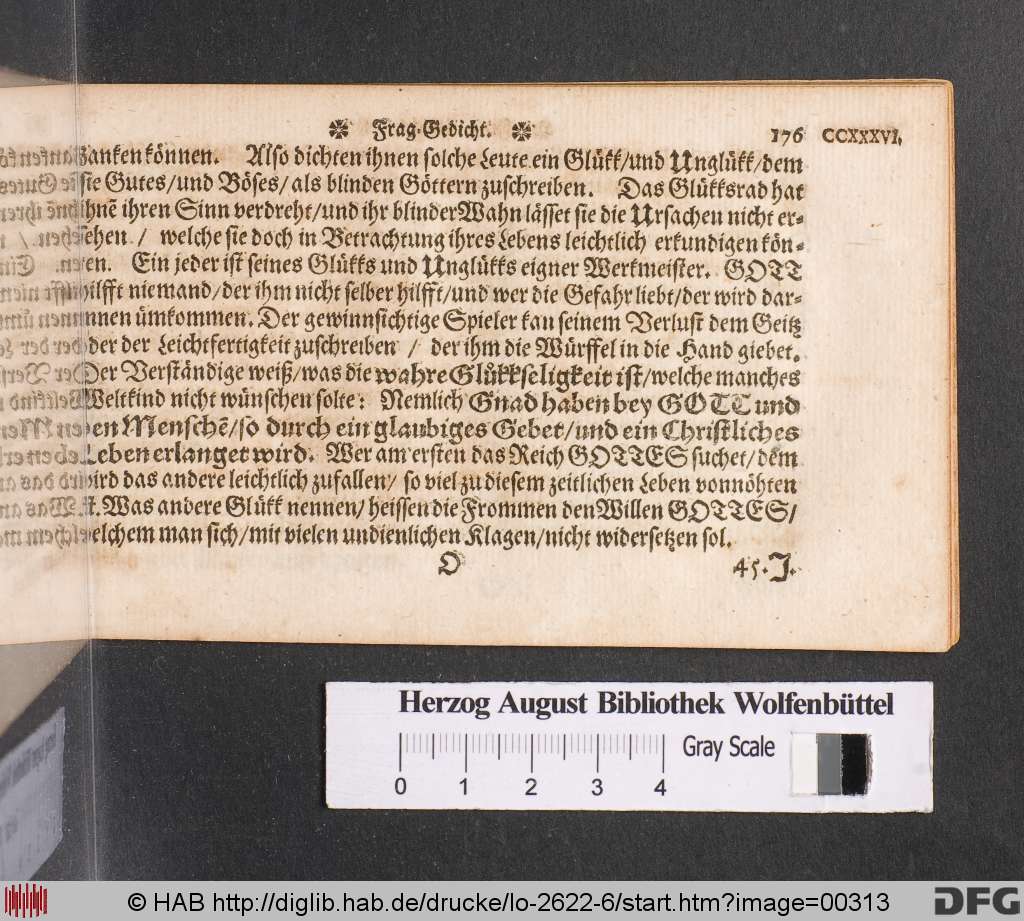 ✽ Frag-Gedicht. ✽ 176 CCXXXVI,
danken können. Also dichten ihnen solche Leute ein Glükk/und Unglükk/dem
sie Gutes/und Böses/als blinden Göttern zuschreiben. Das Glükksrad hat
ihnē ihren Sinn verdreht/und ihr blinder Wahn lässet sie die Ursachen nicht er-
sehen / welche sie doch in Betrachtung ihres Lebens leichtlich erkundigen kön-
en. Ein jeder ist seines Glükks und Unglükks eigner Werkmeister. GOTT
hilfft niemand/der ihm nicht selber hilfft/und wer die Gefahr liebt/der wird dar-
innen ümkommen. Der gewinnsichtige Spieler kan seinem Verlust dem Geitz
oder der Leichtfertigkeit zuschreiben / der ihm die Würffel in die Hand giebet.
Der Verständige weiß/was die wahre Glükkseligkeit ist/welche manches
Weltkind nicht wünschen solte: Nemlich Gnad haben bey GOTT und
en Menschē/so durch ein glaubiges Gebet/und ein Christliches
Leben erlanget wird. Wer am ersten das Reich GOTTES suchet/dem
wird das andere leichtlich zufallen/ so viel zu diesem zeitlichen Leben vonnöhten
st. Was andere Glükk nennen/heissen die Frommen den Willen GOTTES/
welchem man sich/mit vielen undienlichen Klagen/nicht widersetzen sol.
O 45. J.
Herzog August Bibliothek Wolfenbüttel
Gray Scale
0 1 2 3 4
© HAB http://diglib.hab.de/drucke/lo-2622-6/start.htm?image=00313
DFG